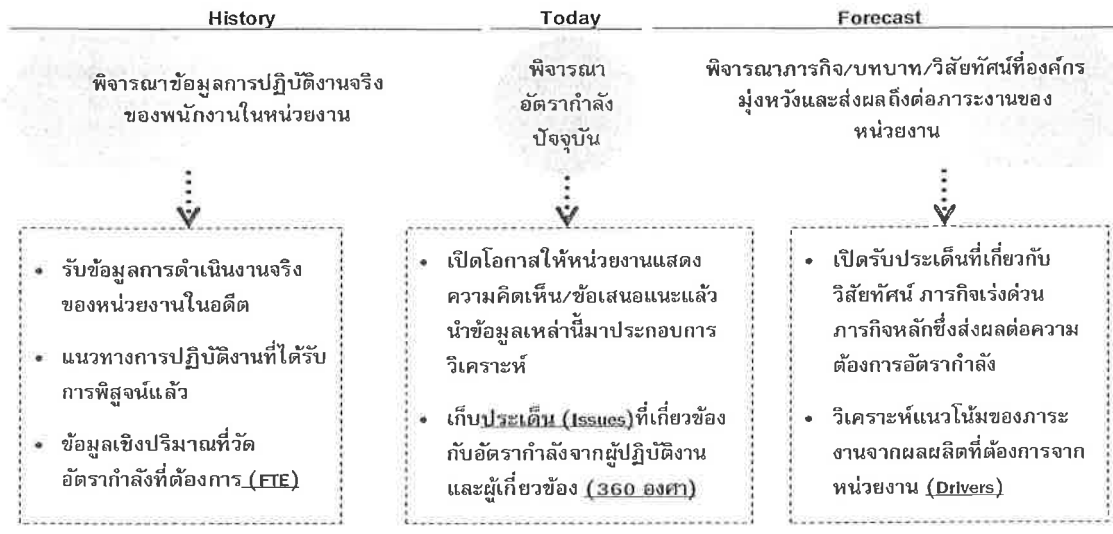 History
พิจารณาข้อมูลการปฏิบัติงานจริง
ของพนักงานในหน่วยงาน
• รับข้อมูลการดำเนินงานจริง
ของหน่วยงานในอดีต
• แนวทางการปฏิบัติงานที่ได้รับ
การพิสูจน์แล้ว
• ข้อมูลเชิงปริมาณที่วัด
อัตรากำลังที่ต้องการ (FTE)
Today
พิจารณา
อัตรากำลัง
ปัจจุบัน
• เปิดโอกาสให้หน่วยงานแสดง
ความคิดเห็น/ข้อเสนอแนะแล้ว
นำข้อมูลเหล่านี้มาประกอบการ
วิเคราะห์
• เก็บประเด็น (Issues)ที่เกี่ยวข้อง
กับอัตรากำลังจากผู้ปฏิบัติงาน
และผู้เกี่ยวข้อง (360 องศา)
Forecast
พิจารณาภารกิจ/บทบาท/วิสัยทัศน์ที่องค์กร
มุ่งหวังและส่งผลถึงต่อภาระงานของ
หน่วยงาน
• เปิดรับประเด็นที่เกี่ยวกับ
วิสัยทัศน์ ภารกิจเร่งด่วน
ภารกิจหลักซึ่งส่งผลต่อความ
ต้องการอัตรากำลัง
• วิเคราะห์แนวโน้มของภาระ
งานจากผลผลิตที่ต้องการจาก
หน่วยงาน (Drivers)